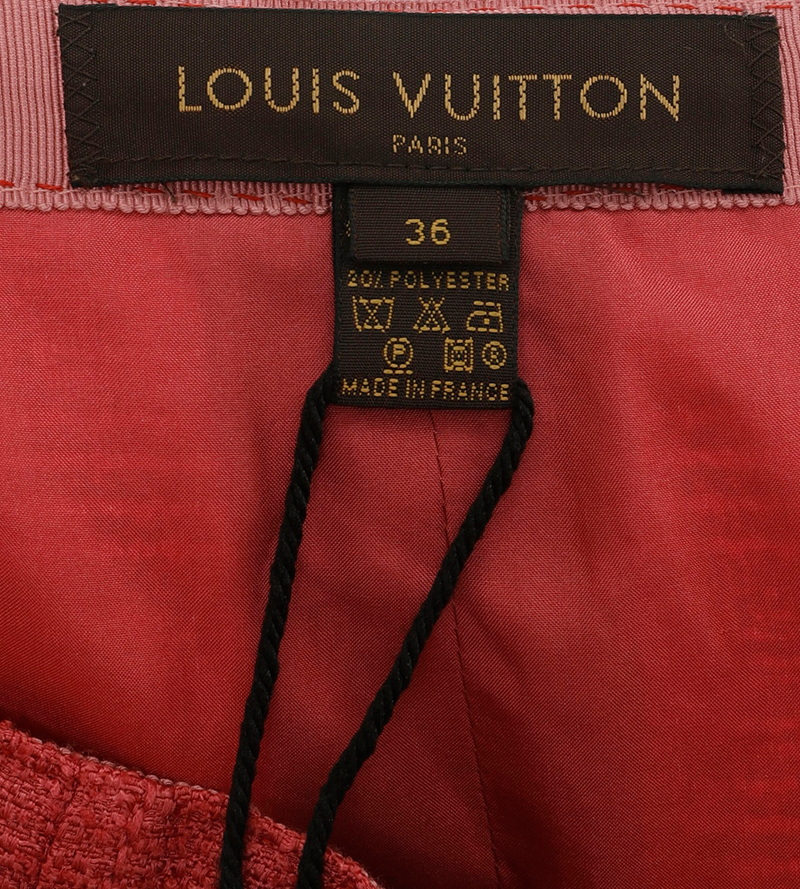 LOUIS VUITTON
PARIS
36
20% POLYESTER
P R
MADE IN FRANCE